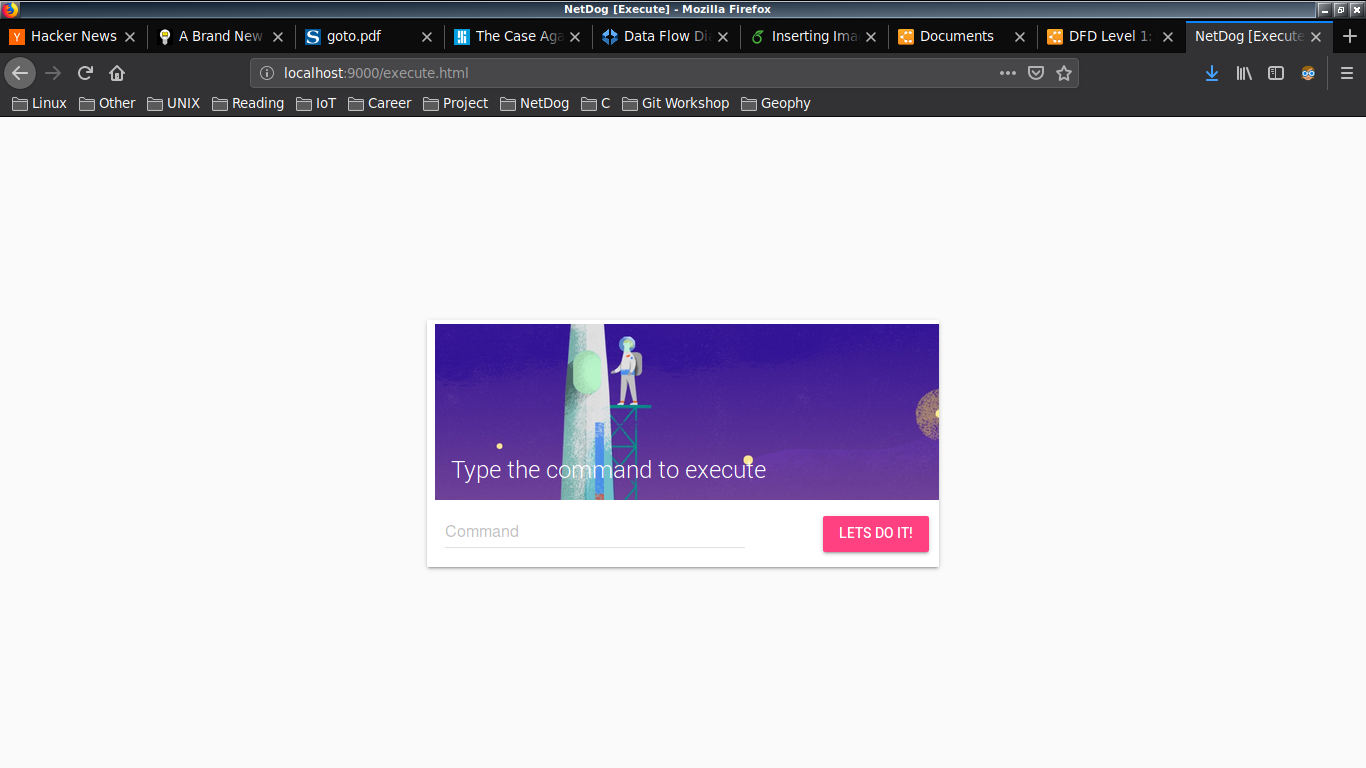 NetDog [Execute] - Mozilla Firefox
Hacker News A Brand New goto.pdf The Case Aga Data Flow Dia Inserting Ima Documents DFD Level 1: NetDog [Execute
localhost:9000/execute.html
Linux Other UNIX Reading IoT Career Project NetDog C Git Workshop Geophy
Type the command to execute
Command LETS DO IT!